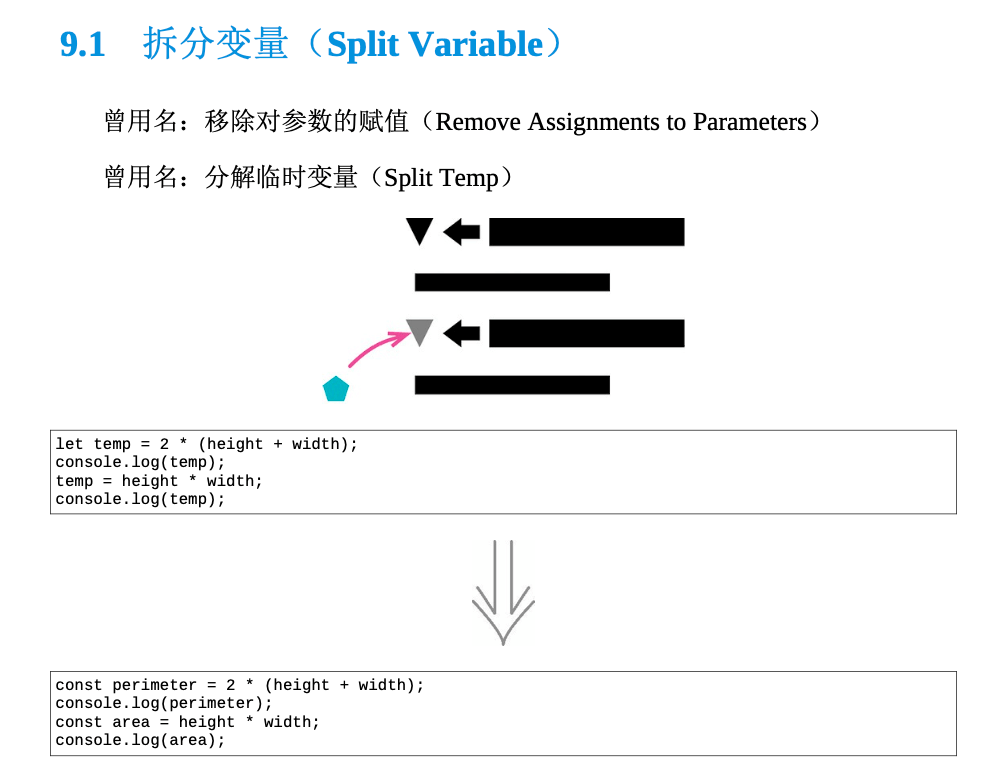 9.1 拆分变量（Split Variable）
曾用名：移除对参数的赋值（Remove Assignments to Parameters）
曾用名：分解临时变量（Split Temp）
let temp = 2 * (height + width);
console.log(temp);
temp = height * width;
console.log(temp);
const perimeter = 2 * (height + width);
console.log(perimeter);
const area = height * width;
console.log(area);